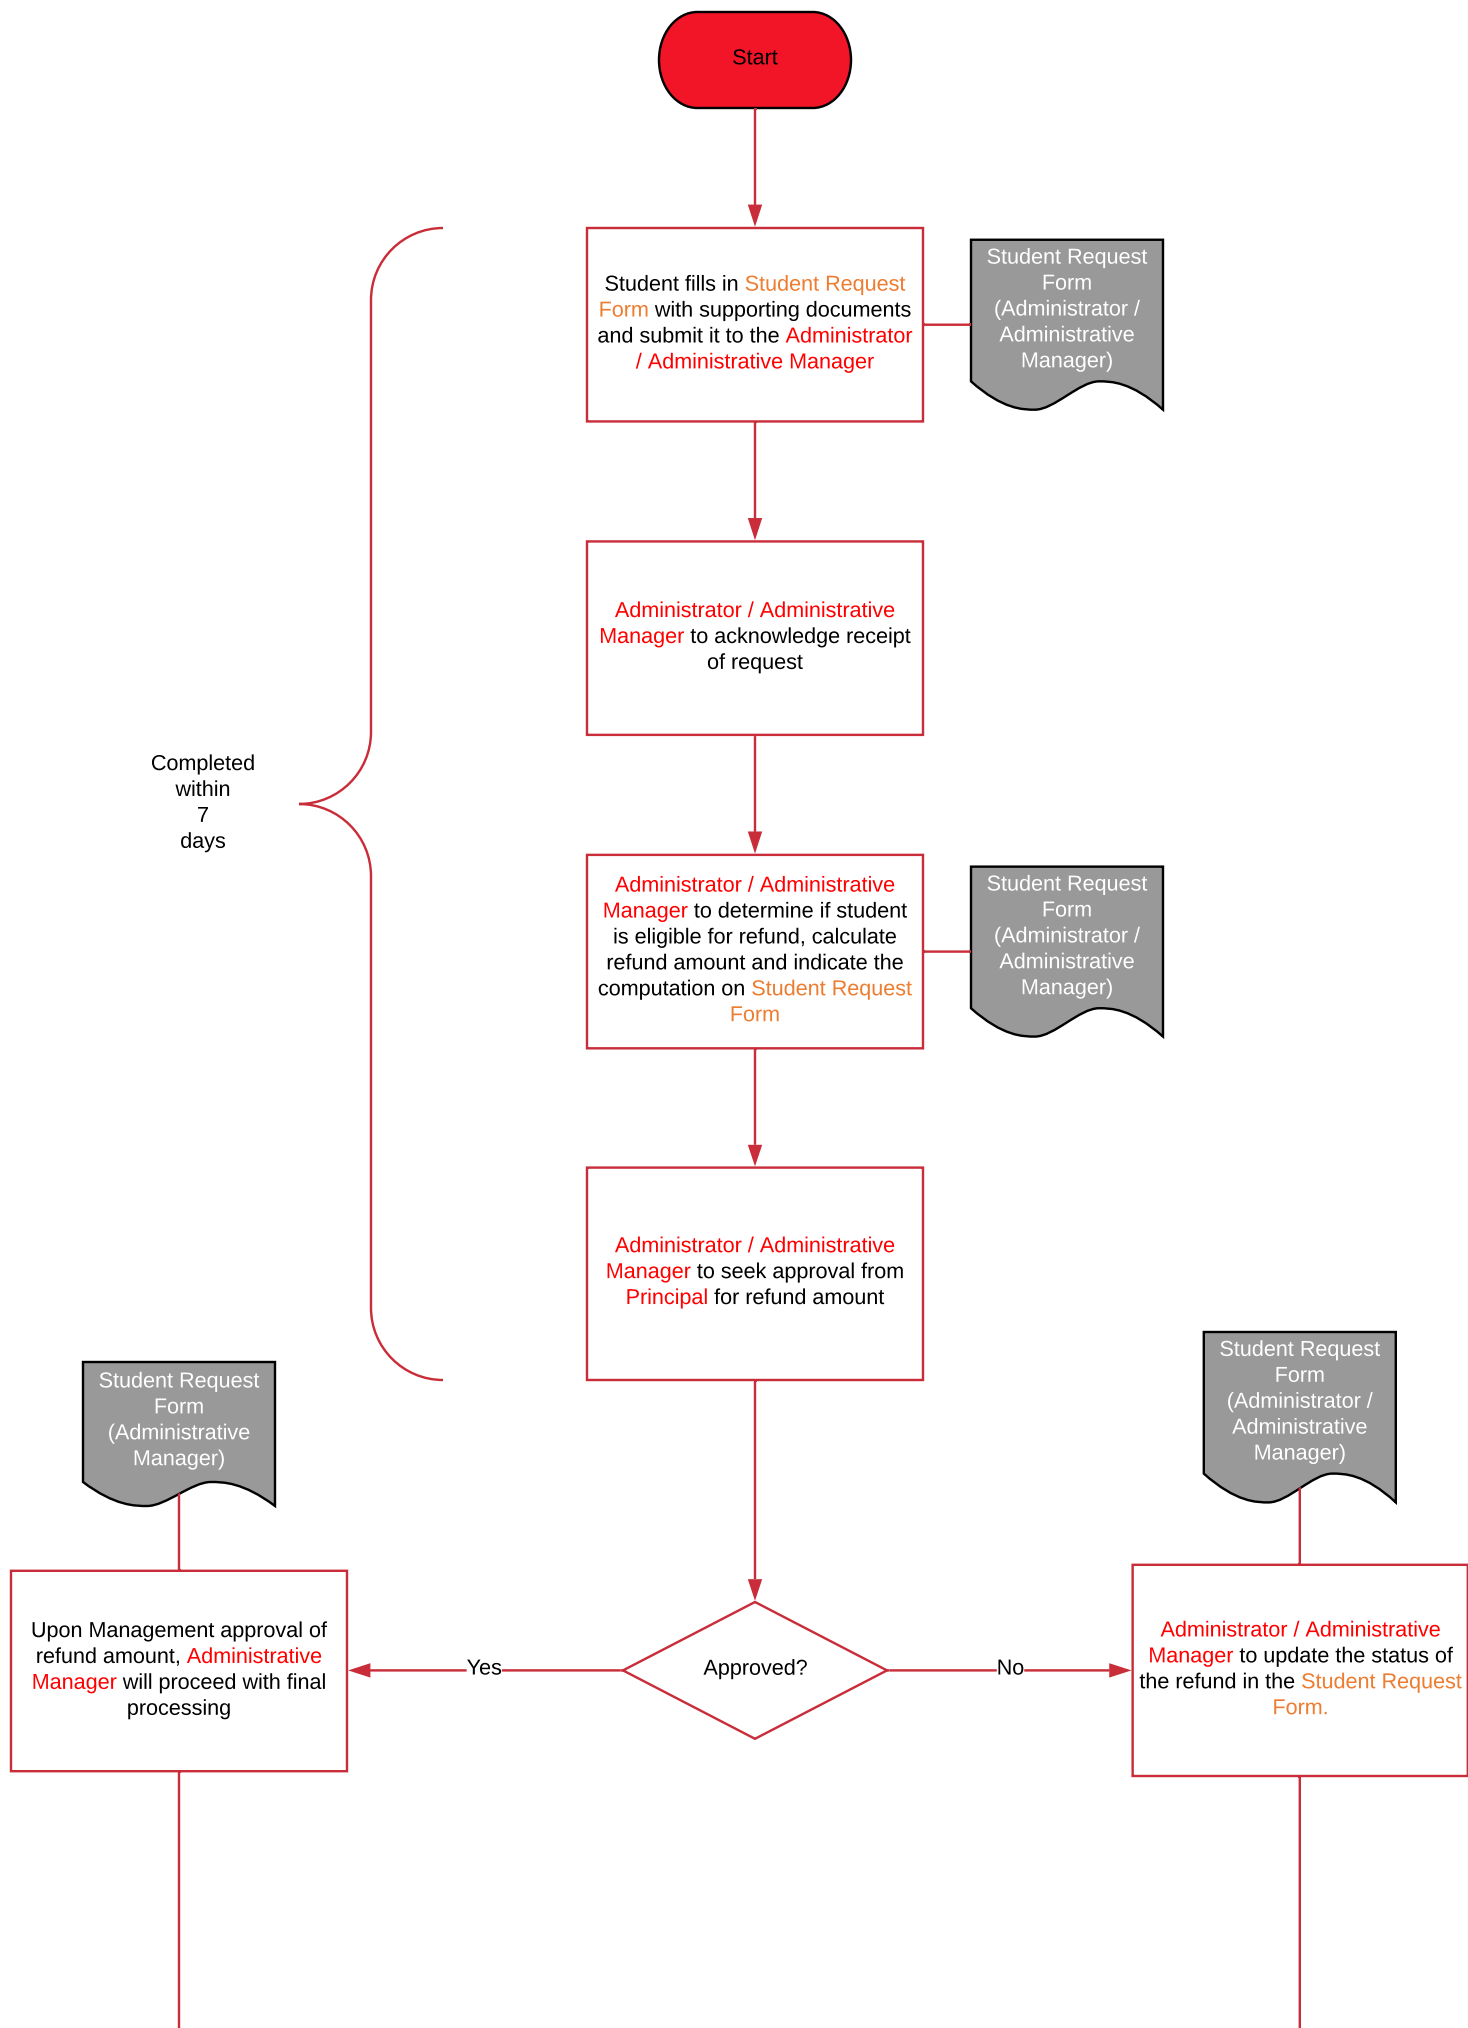 Start
Student fills in Student Request
Form with supporting documents
and submit it to the Administrator
/ Administrative Manager
Student Request
Form
(Administrator /
Administrative
Manager)
Administrator / Administrative
Manager to acknowledge receipt
of request
Completed
within
7
days
Administrator / Administrative
Manager to determine if student
is eligible for refund, calculate
refund amount and indicate the
computation on Student Request
Form
Student Request
Form
(Administrator /
Administrative
Manager)
Administrator / Administrative
Manager to seek approval from
Principal for refund amount
Student Request
Form
(Administrative
Manager)
Student Request
Form
(Administrator /
Administrative
Manager)
Upon Management approval of
refund amount, Administrative
Manager will proceed with final
processing
Yes
Approved?
No
Administrator / Administrative
Manager to update the status of
the refund in the Student Request
Form.